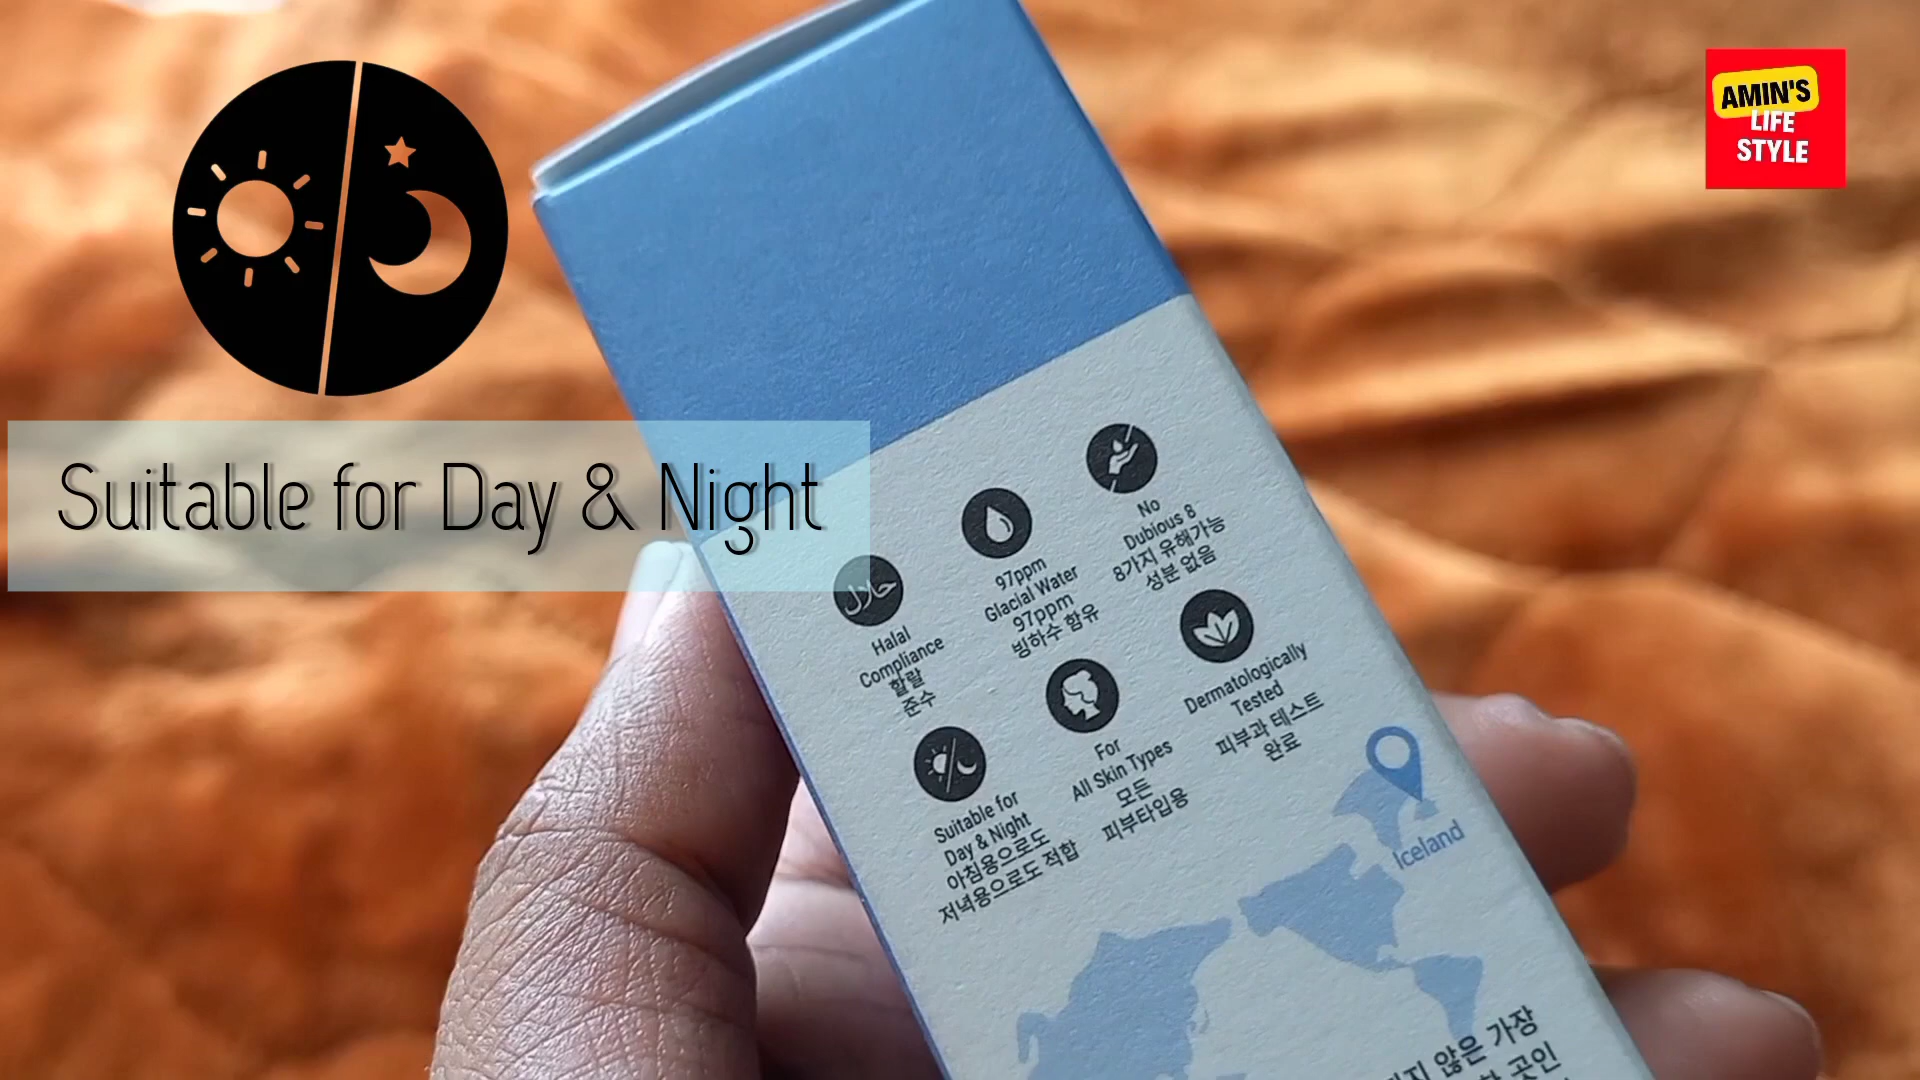 AMIN'S
LIFE
STYLE
Suitable for Day & Night
حلال
Halal
Compliance
할랄
준수
97ppm
Glacial Water
97ppm
빙하수 함유
No
Dubious 8
8가지 유해가능
성분 없음
Suitable for
Day & Night
아침용으로도
저녁용으로도 적합
For
All Skin Types
모든
피부타입용
Dermatologically
Tested
피부과 테스트
완료
Iceland
않은 가장
곳인